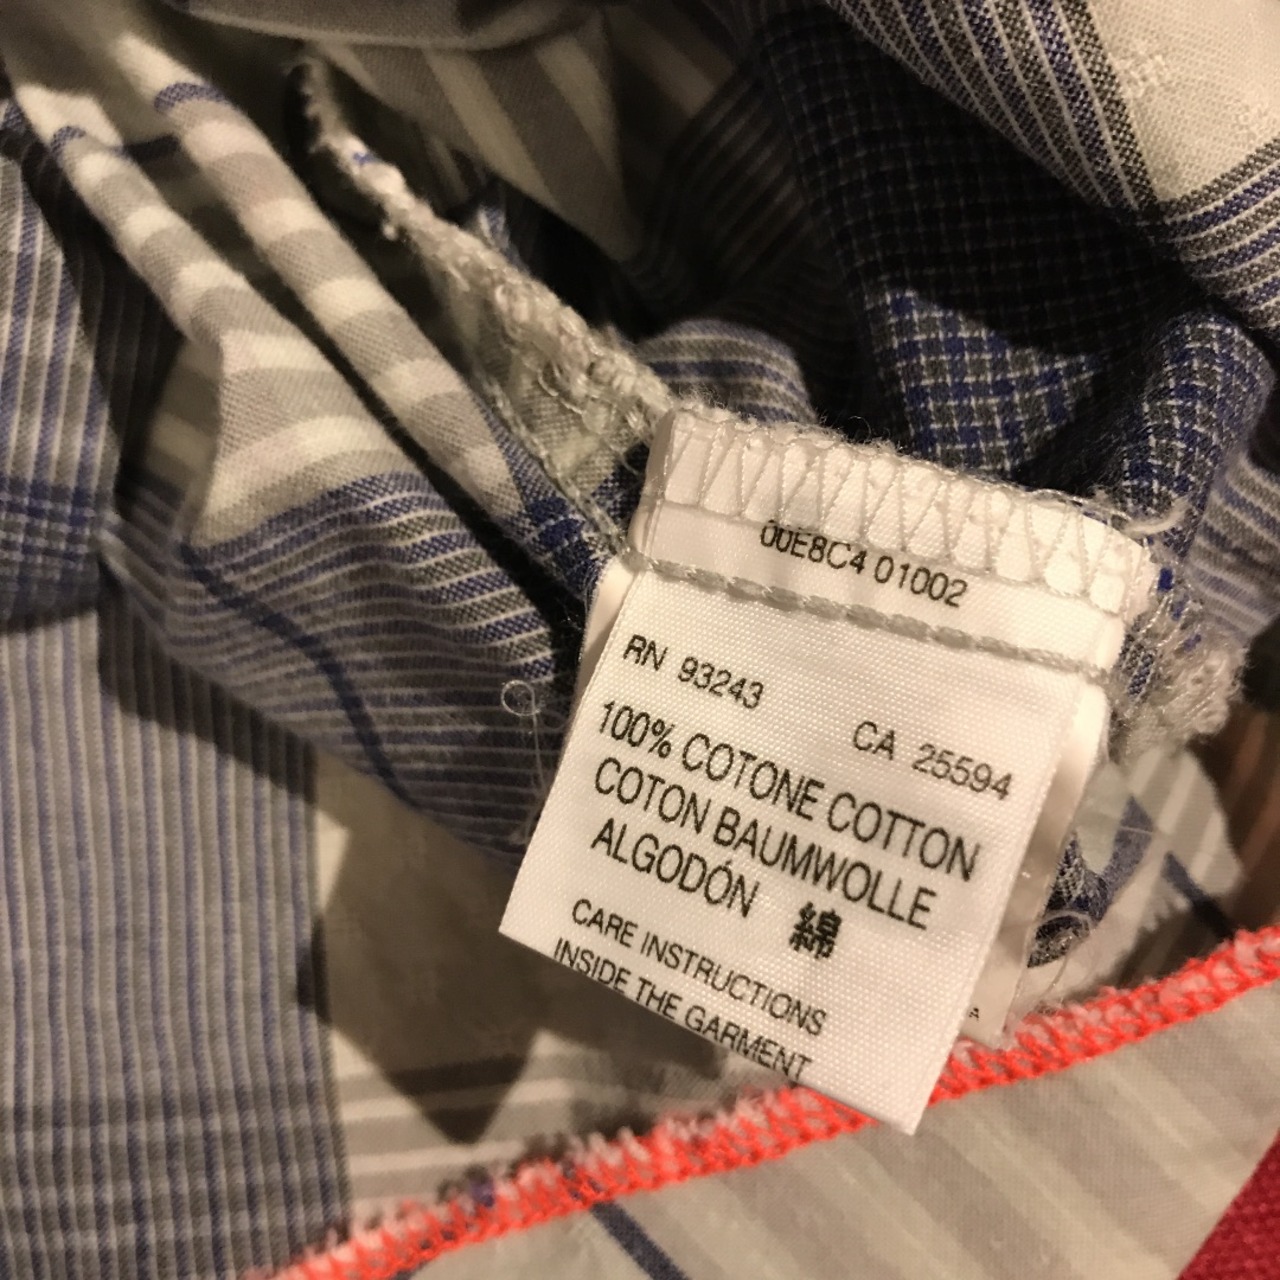 00E8C4 01002
RN 93243
CA 25594
100% COTONE COTTON
COTON BAUMWOLLE
ALGODÓN 綿
CARE INSTRUCTIONS
INSIDE THE GARMENT
A